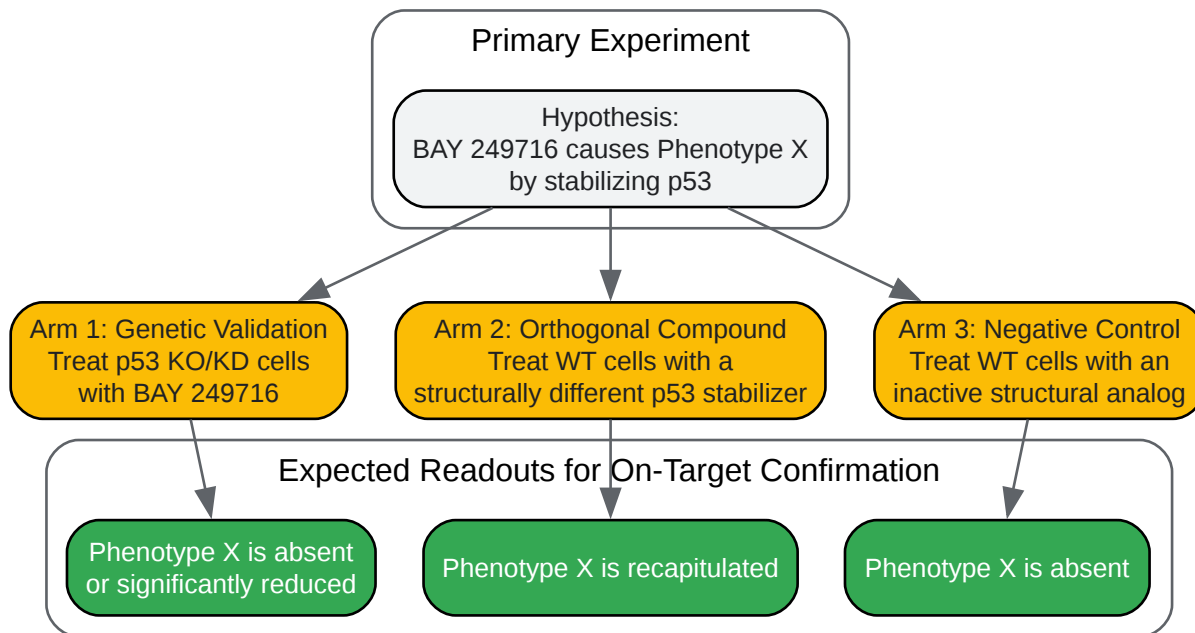 Primary Experiment
Hypothesis:
BAY 249716 causes Phenotype X
by stabilizing p53
Arm 1: Genetic Validation
Treat p53 KO/KD cells
with BAY 249716
Arm 2: Orthogonal Compound
Treat WT cells with a
structurally different p53 stabilizer
Arm 3: Negative Control
Treat WT cells with an
inactive structural analog
Expected Readouts for On-Target Confirmation
Phenotype X is absent
or significantly reduced
Phenotype X is recapitulated
Phenotype X is absent